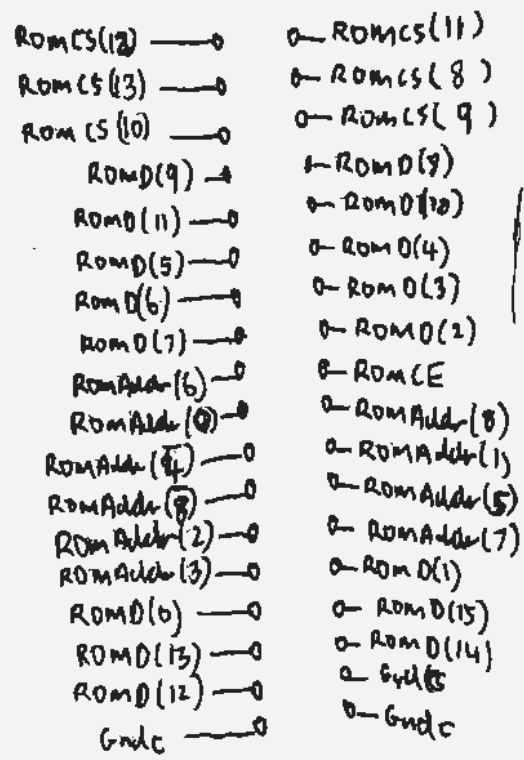 RomCS(12) RomCS(11)
RomCS(13) RomCS(8)
RomCS(10) RomCS(9)
RomD(9) RomD(8)
RomD(11) RomD(10)
RomD(5) RomD(4)
RomD(6) RomD(3)
RomD(7) RomD(2)
RomAddr(6) RomCE
RomAddr(0) RomAddr(8)
RomAddr(4) RomAddr(1)
RomAddr(5)
RomAddr(2) RomAddr(7)
RomAddr(3) RomD(1)
RomD(0) RomD(15)
RomD(13) RomD(14)
RomD(12)
Gndc Gndc